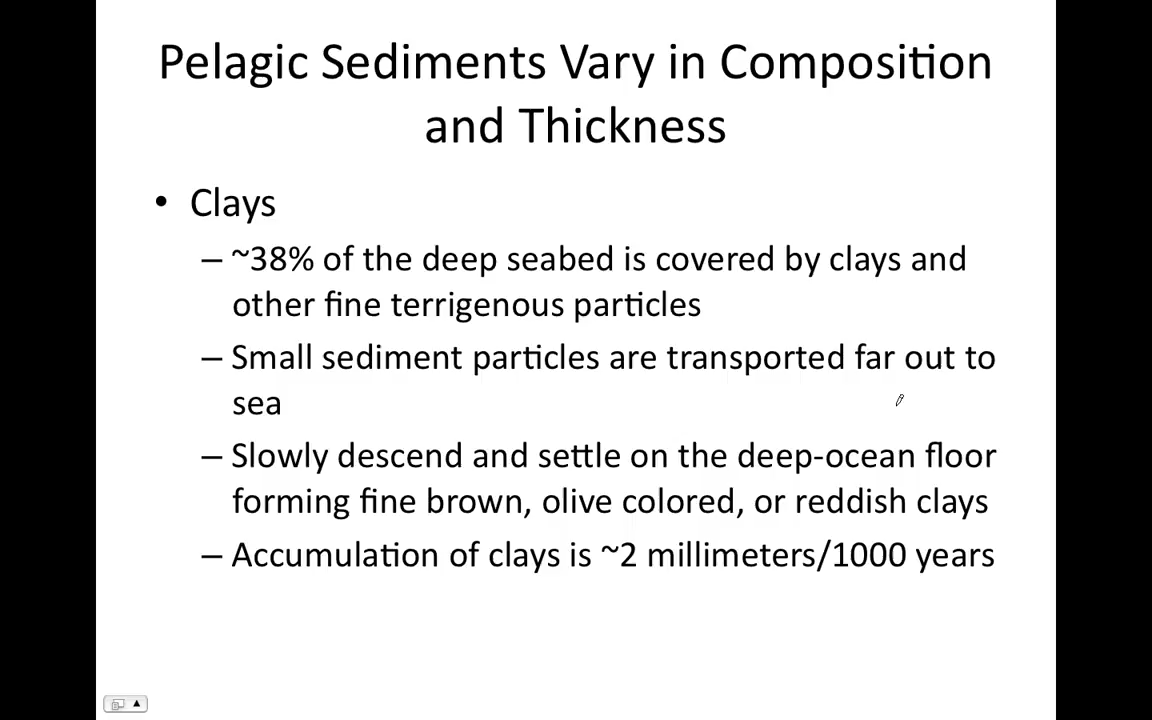 Pelagic Sediments Vary in Composition
and Thickness
• Clays
– ~38% of the deep seabed is covered by clays and
other fine terrigenous particles
– Small sediment particles are transported far out to
sea
– Slowly descend and settle on the deep-ocean floor
forming fine brown, olive colored, or reddish clays
– Accumulation of clays is ~2 millimeters/1000 years